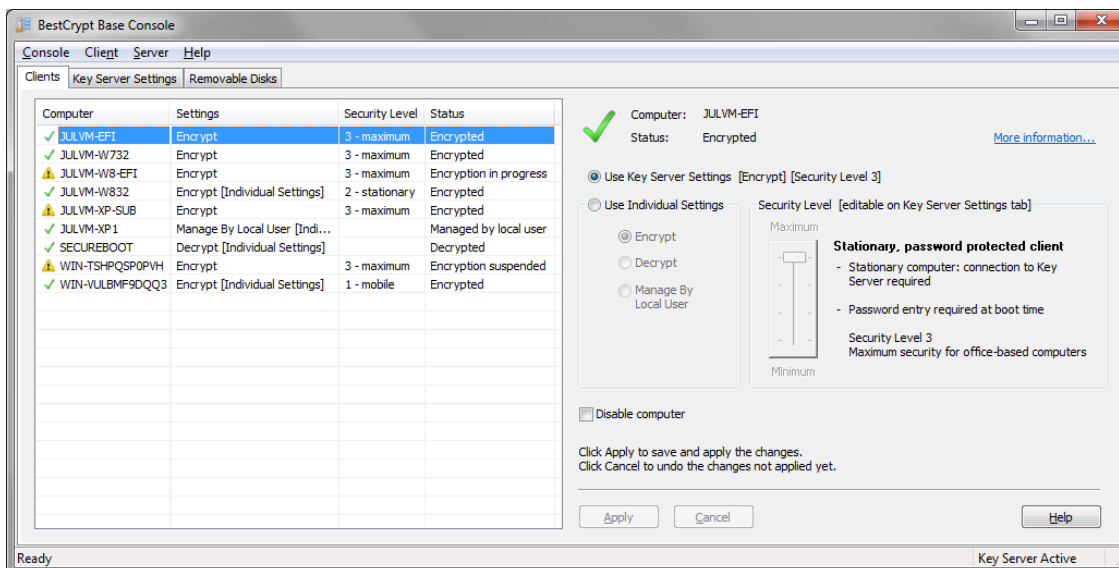 BestCrypt Base Console
Console Client Server Help
Clients Key Server Settings Removable Disks
Computer Settings Security Level Status
JULVM-EFI Encrypt 3 - maximum Encrypted
JULVM-W732 Encrypt 3 - maximum Encrypted
JULVM-W8-EFI Encrypt 3 - maximum Encryption in progress
JULVM-W832 Encrypt [Individual Settings] 2 - stationary Encrypted
JULVM-XP-SUB Encrypt 3 - maximum Encrypted
JULVM-XP1 Manage By Local User [Indi... Managed by local user
SECUREBOOT Decrypt [Individual Settings] Decrypted
WIN-TSHPQSP0PVH Encrypt 3 - maximum Encryption suspended
WIN-VULBMF9DQQ3 Encrypt [Individual Settings] 1 - mobile Encrypted
Computer: JULVM-EFI
Status: Encrypted More information...
Use Key Server Settings [Encrypt] [Security Level 3]
Use Individual Settings
Encrypt
Decrypt
Manage By
Local User
Security Level [editable on Key Server Settings tab]
Maximum
Minimum
Stationary, password protected client
- Stationary computer: connection to Key
Server required
- Password entry required at boot time
Security Level 3
Maximum security for office-based computers
Disable computer
Click Apply to save and apply the changes.
Click Cancel to undo the changes not applied yet.
Apply Cancel Help
Ready Key Server Active